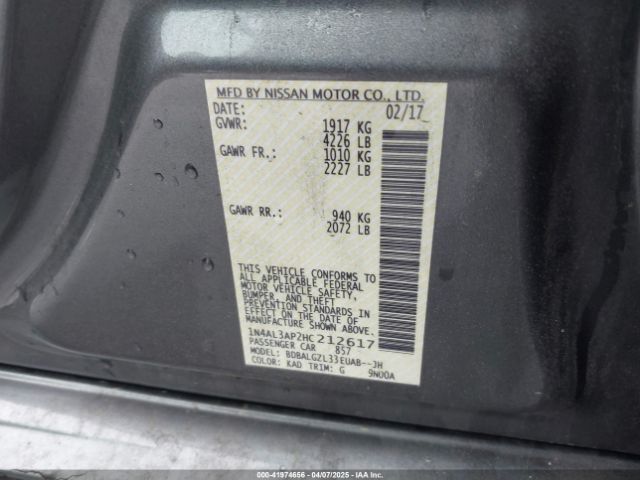 MFD BY NISSAN MOTOR CO., LTD.
DATE: 02/17
GVWR: 1917 KG
4226 LB
GAWR FR.: 1010 KG
2227 LB
GAWR RR.: 940 KG
2072 LB
THIS VEHICLE CONFORMS TO
ALL APPLICABLE FEDERAL
MOTOR VEHICLE SAFETY,
BUMPER, AND THEFT
PREVENTION STANDARDS IN
EFFECT ON THE DATE OF
MANUFACTURE SHOWN ABOVE.
1N4AL3AP2HC212617
PASSENGER CAR 857
MODEL: BDBALGZL33EUAB--JH
COLOR: KAD TRIM: G 9N00A
00-41974656 - 04/07/2025 - IAAI.COM